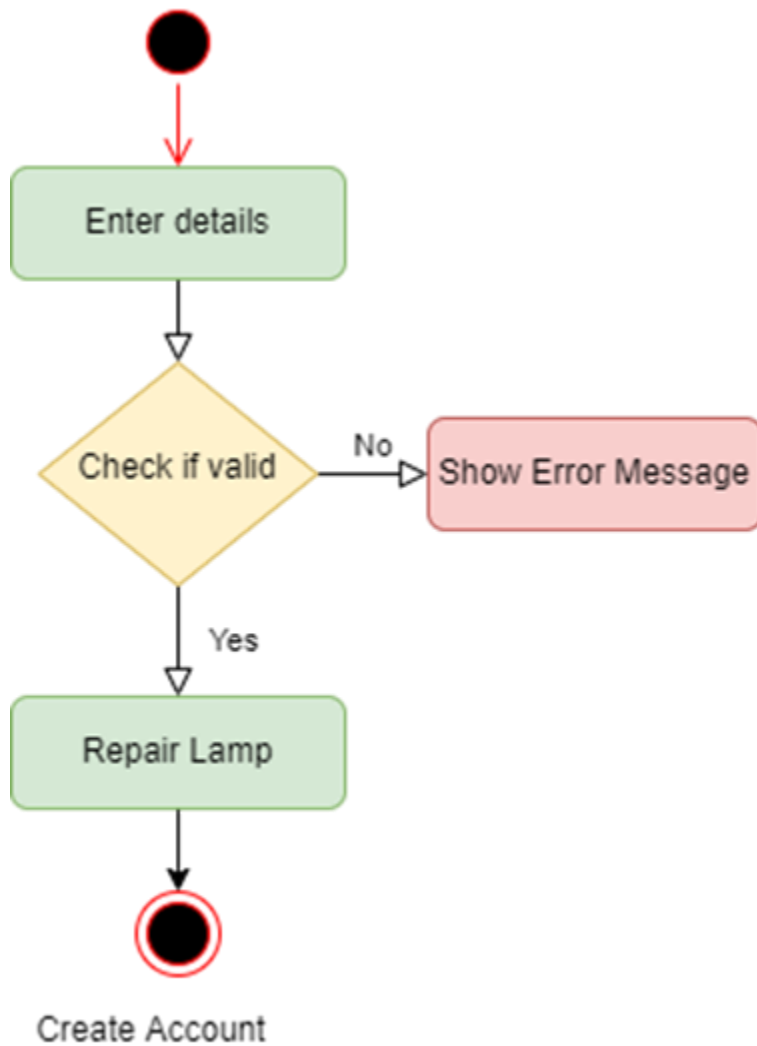 Enter details
Check if valid
No
Show Error Message
Yes
Repair Lamp
Create Account